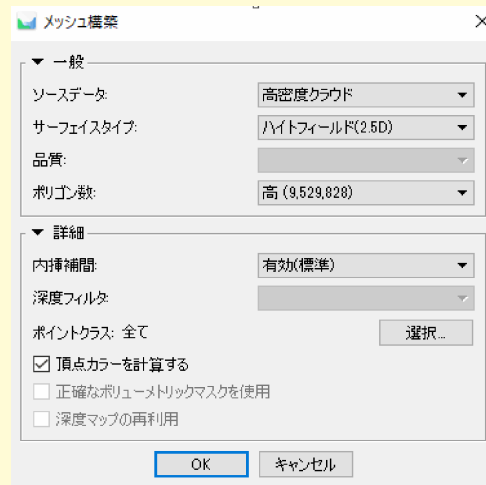 メッシュ構築
一般
ソースデータ: 高密度クラウド
サーフェイスタイプ: ハイトフィールド(2.5D)
品質:
ポリゴン数: 高 (9,529,828)
詳細
内挿補間: 有効(標準)
深度フィルタ:
ポイントクラス: 全て 選択...
頂点カラーを計算する
正確なボリューメトリックマスクを使用
深度マップの再利用
OK キャンセル